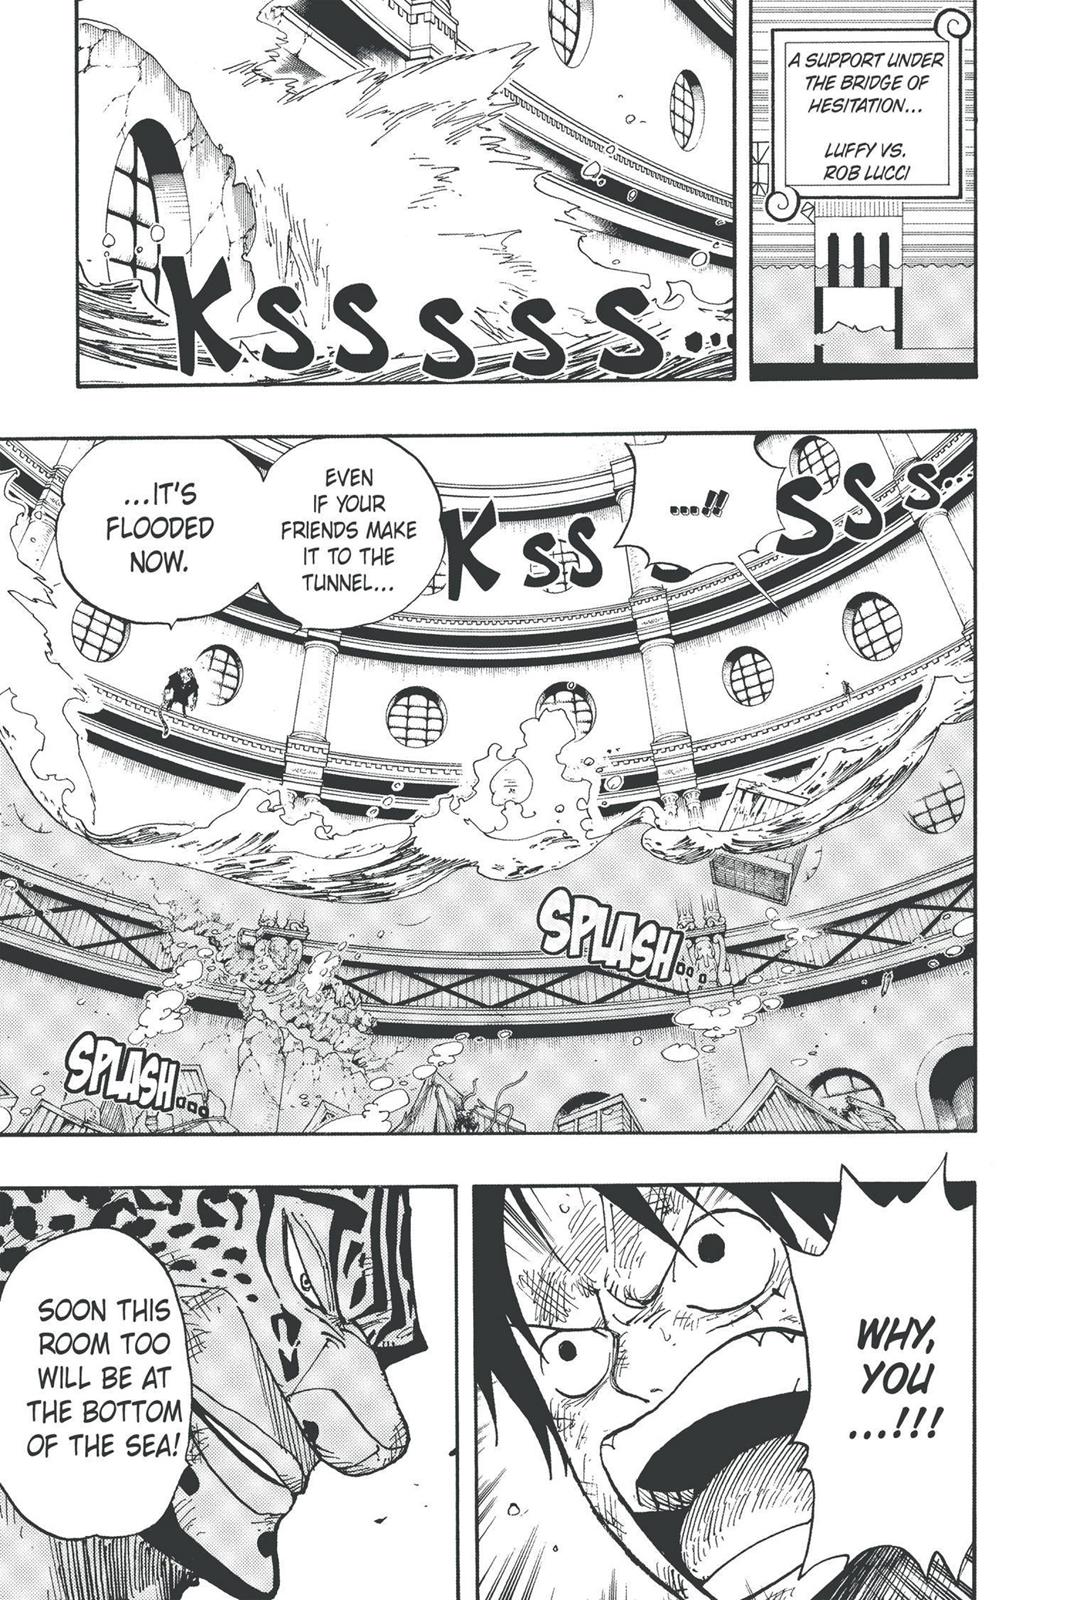 A SUPPORT UNDER
THE BRIDGE OF
HESITATION...
LUFFY VS.
ROB LUCCI
KSSSSSS...
SSS...
....!!
KSS
EVEN
IF YOUR
FRIENDS MAKE
IT TO THE
TUNNEL...
...IT'S
FLOODED
NOW.
SPLASH...
SPLASH...
WHY,
YOU
...!!!
SOON THIS
ROOM TOO
WILL BE AT
THE BOTTOM
OF THE SEA!